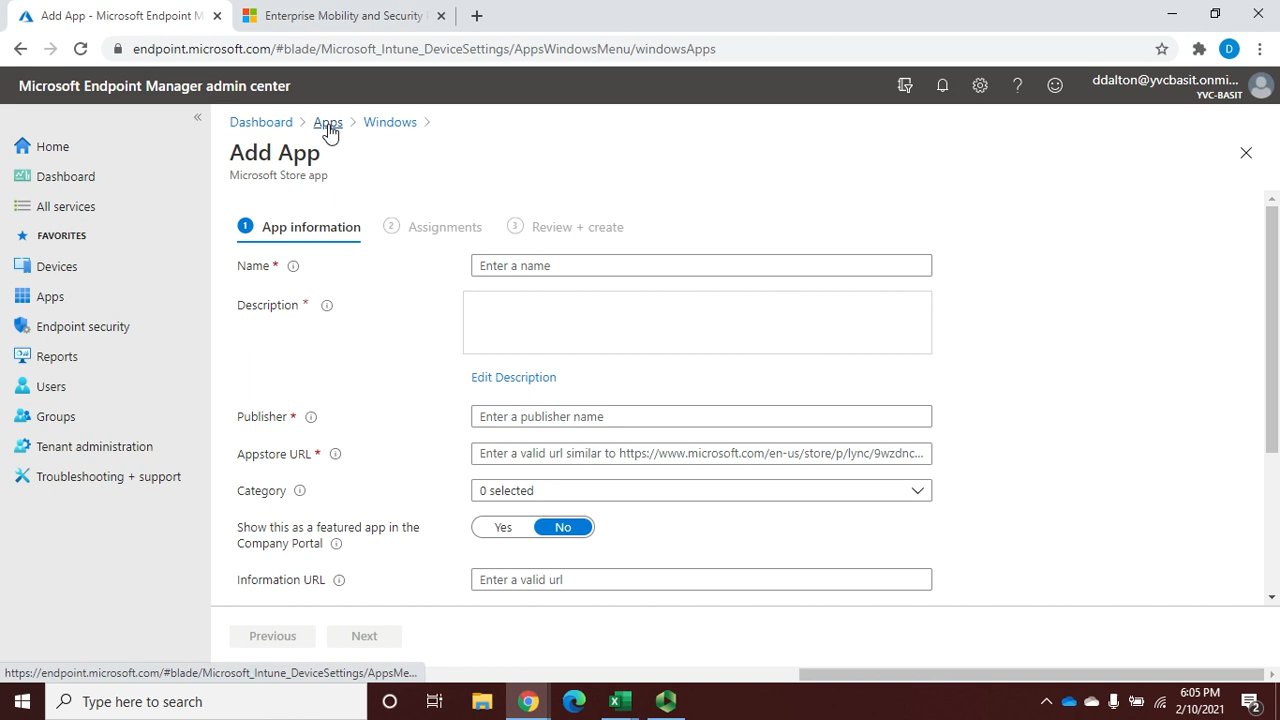 Add App - Microsoft Endpoint M
Enterprise Mobility and Security
endpoint.microsoft.com/#blade/Microsoft_Intune_DeviceSettings/AppsWindowsMenu/windowsApps
D
Microsoft Endpoint Manager admin center
ddalton@yvcbasit.onmi...
YVC-BASIT
Dashboard > Apps > Windows >
Add App
Microsoft Store app
Home
Dashboard
All services
FAVORITES
Devices
Apps
Endpoint security
Reports
Users
Groups
Tenant administration
Troubleshooting + support
1 App information 2 Assignments 3 Review + create
Name * Enter a name
Description *
Edit Description
Publisher * Enter a publisher name
Appstore URL * Enter a valid url similar to https://www.microsoft.com/en-us/store/p/lync/9wzdnc...
Category 0 selected
Show this as a featured app in the
Company Portal
Yes No
Information URL Enter a valid url
Previous Next
https://endpoint.microsoft.com/#blade/Microsoft_Intune_DeviceSettings/AppsMe...
Type here to search
6:05 PM
2/10/2021
2